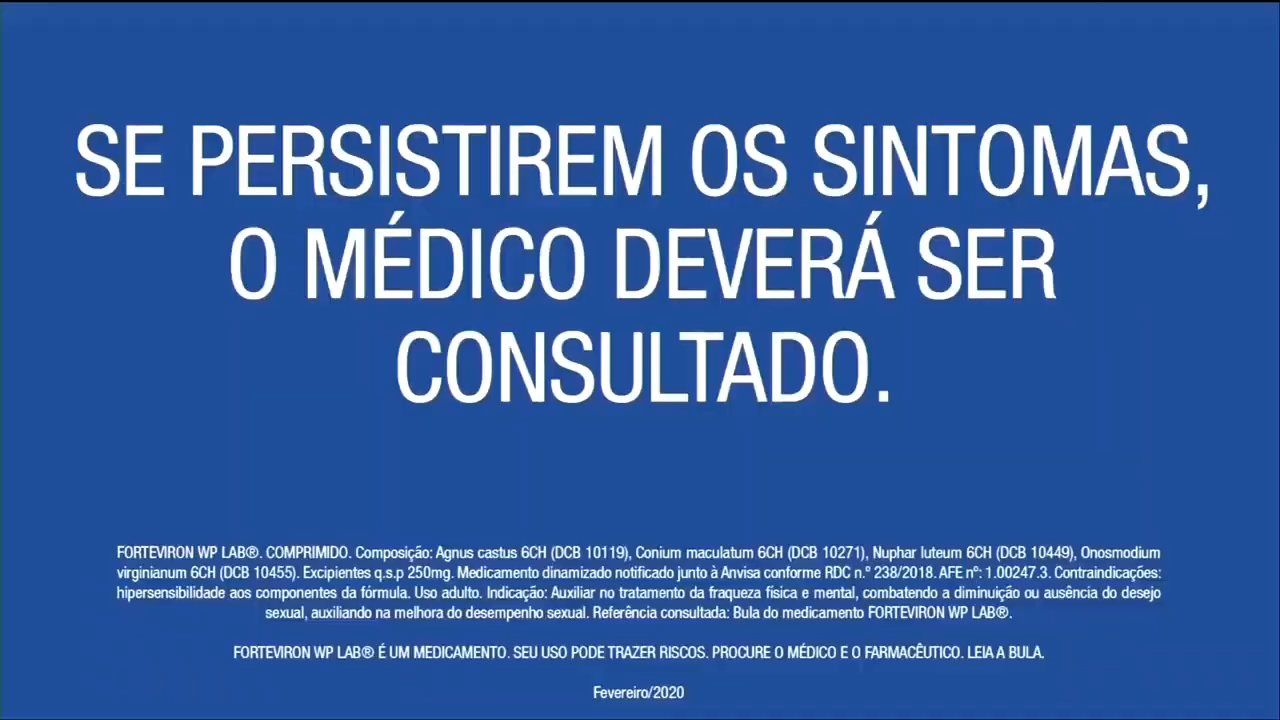 SE PERSISTIREM OS SINTOMAS,
O MÉDICO DEVERÁ SER
CONSULTADO.
FORTEVIRON WP LAB®. COMPRIMIDO. Composição: Agnus castus 6CH (DCB 10119), Conium maculatum 6CH (DCB 10271), Nuphar luteum 6CH (DCB 10449), Onosmodium
virginianum 6CH (DCB 10455). Excipientes q.s.p 250mg. Medicamento dinamizado notificado junto à Anvisa conforme RDC n.º 238/2018. AFE nº: 1.00247.3. Contraindicações:
hipersensibilidade aos componentes da fórmula. Uso adulto. Indicação: Auxiliar no tratamento da fraqueza física e mental, combatendo a diminuição ou ausência do desejo
sexual, auxiliando na melhora do desempenho sexual. Referência consultada: Bula do medicamento FORTEVIRON WP LAB®.
FORTEVIRON WP LAB® É UM MEDICAMENTO. SEU USO PODE TRAZER RISCOS. PROCURE O MÉDICO E O FARMACÊUTICO. LEIA A BULA.
Fevereiro/2020